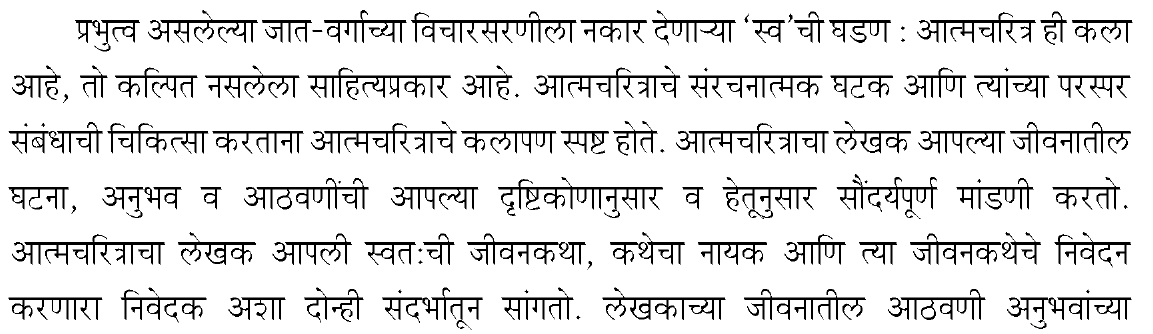 प्रभुत्व असलेल्या जात-वर्गाच्या विचारसरणीला नकार देणाऱ्या ‘स्व’ची घडण : आत्मचरित्र ही कला
आहे, तो कल्पित नसलेला साहित्यप्रकार आहे. आत्मचरित्राचे संरचनात्मक घटक आणि त्यांच्या परस्पर
संबंधाची चिकित्सा करताना आत्मचरित्राचे कलापण स्पष्ट होते. आत्मचरित्राचा लेखक आपल्या जीवनातील
घटना, अनुभव व आठवणींची आपल्या दृष्टिकोणानुसार व हेतूनुसार सौंदर्यपूर्ण मांडणी करतो.
आत्मचरित्राचा लेखक आपली स्वत:ची जीवनकथा, कथेचा नायक आणि त्या जीवनकथेचे निवेदन
करणारा निवेदक अशा दोन्ही संदर्भातून सांगतो. लेखकाच्या जीवनातील आठवणी अनुभवांच्या